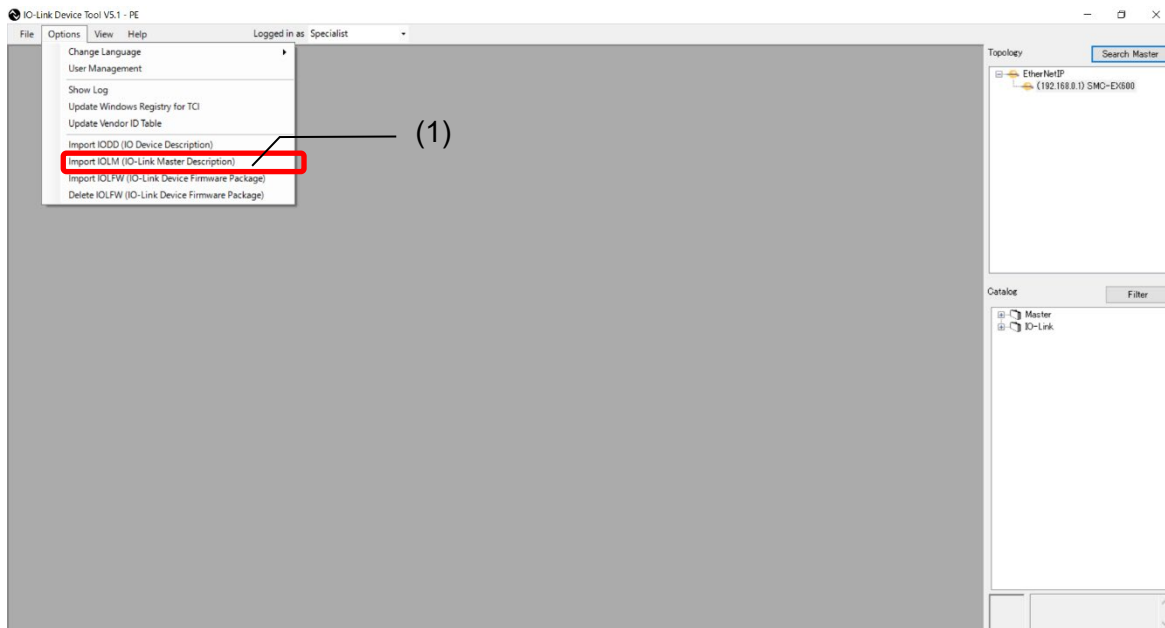 IO-Link Device Tool V5.1 - PE
File Options View Help Logged in as Specialist
Change Language
User Management
Show Log
Update Windows Registry for TCI
Update Vendor ID Table
Import IODD (IO Device Description)
Import IOLM (IO-Link Master Description)
Import IOLFW (IO-Link Device Firmware Package)
Delete IOLFW (IO-Link Device Firmware Package)
(1)
Topology Search Master
EtherNetIP
(192.168.0.1) SMC-EX600
Catalog Filter
Master
IO-Link